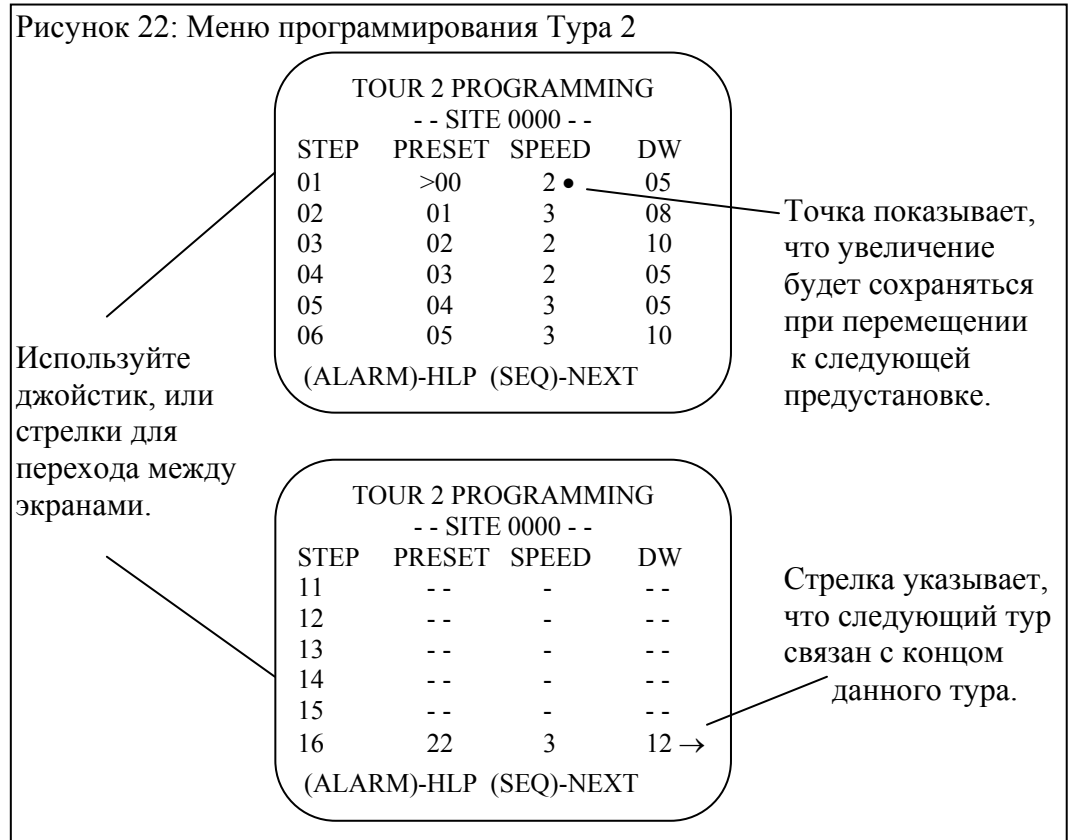 Рисунок 22: Меню программирования Тура 2
TOUR 2 PROGRAMMING
- - SITE 0000 - -
STEP PRESET SPEED DW
01 >00 2 • 05
02 01 3 08
03 02 2 10
04 03 2 05
05 04 3 05
06 05 3 10
(ALARM)-HLP (SEQ)-NEXT
Точка показывает,
что увеличение
будет сохраняться
при перемещении
к следующей
предустановке.
Используйте
джойстик, или
стрелки для
перехода между
экранами.
TOUR 2 PROGRAMMING
- - SITE 0000 - -
STEP PRESET SPEED DW
11 - - - - -
12 - - - - -
13 - - - - -
14 - - - - -
15 - - - - -
16 22 3 12 →
(ALARM)-HLP (SEQ)-NEXT
Стрелка указывает,
что следующий тур
связан с концом
данного тура.